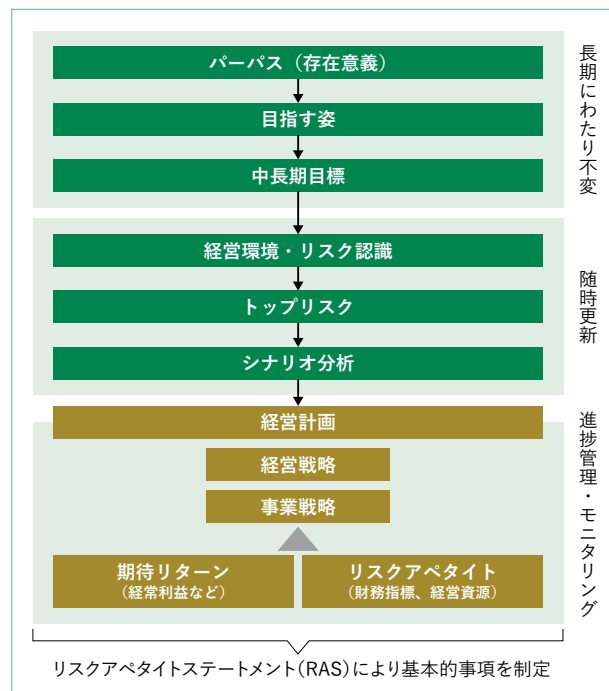 パーパス（存在意義）
目指す姿
中長期目標
長期にわたり不変
経営環境・リスク認識
トップリスク
シナリオ分析
随時更新
経営計画
経営戦略
事業戦略
期待リターン
（経常利益など）
リスクアペタイト
（財務指標、経営資源）
進捗管理・モニタリング
リスクアペタイトステートメント（RAS）により基本的事項を制定